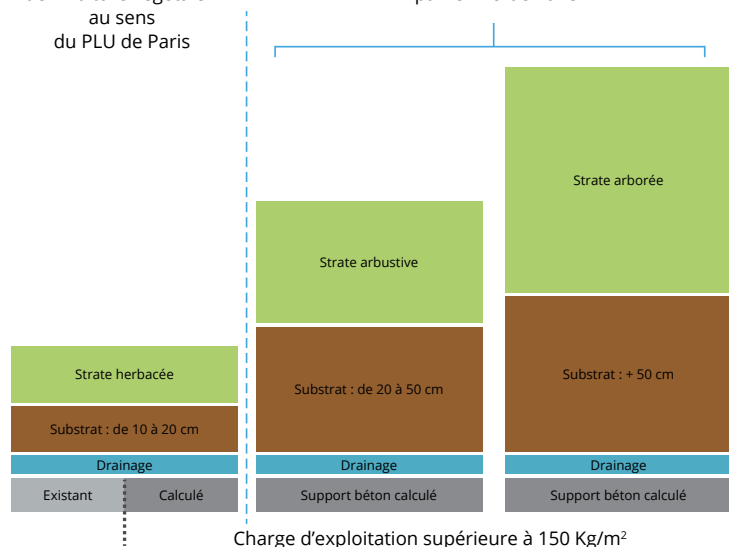 au sens
du PLU de Paris
Strate arborée
Strate arbustive
Strate herbacée
Substrat : + 50 cm
Substrat : de 20 à 50 cm
Substrat : de 10 à 20 cm
Drainage
Drainage
Drainage
Existant
Calculé
Support béton calculé
Support béton calculé
Charge d'exploitation supérieure à 150 Kg/m²